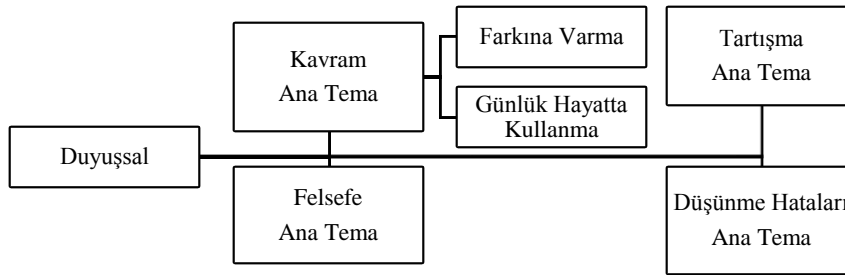 Duyuşsal
Kavram
Ana Tema
Farkına Varma
Günlük Hayatta
Kullanma
Felsefe
Ana Tema
Tartışma
Ana Tema
Düşünme Hataları
Ana Tema